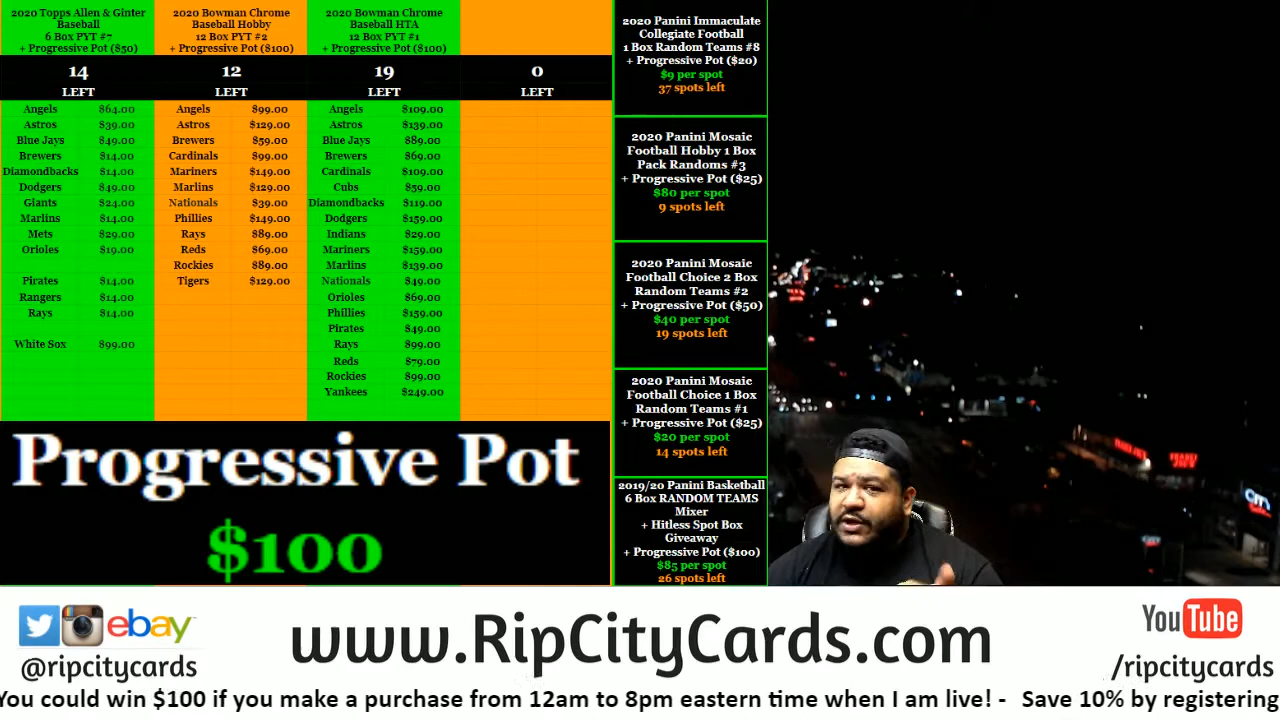 2020 Topps Allen & Ginter
Baseball
6 Box PYT #7
+ Progressive Pot ($50)
14
LEFT
Angels $64.00
Astros $39.00
Blue Jays $49.00
Brewers $14.00
Diamondbacks $14.00
Dodgers $49.00
Giants $24.00
Marlins $14.00
Mets $29.00
Orioles $19.00
Pirates $14.00
Rangers $14.00
Rays $14.00
White Sox $99.00
2020 Bowman Chrome
Baseball Hobby
12 Box PYT #2
+ Progressive Pot ($100)
12
LEFT
Angels $99.00
Astros $129.00
Brewers $59.00
Cardinals $99.00
Mariners $149.00
Marlins $129.00
Nationals $39.00
Phillies $149.00
Rays $89.00
Reds $69.00
Rockies $89.00
Tigers $129.00
2020 Bowman Chrome
Baseball HTA
12 Box PYT #1
+ Progressive Pot ($100)
19
LEFT
Angels $109.00
Astros $139.00
Blue Jays $89.00
Brewers $69.00
Cardinals $109.00
Cubs $59.00
Diamondbacks $119.00
Dodgers $159.00
Indians $29.00
Mariners $159.00
Marlins $139.00
Nationals $49.00
Orioles $69.00
Phillies $159.00
Pirates $49.00
Rays $99.00
Reds $79.00
Rockies $99.00
Yankees $249.00
0
LEFT
2020 Panini Immaculate
Collegiate Football
1 Box Random Teams #8
+ Progressive Pot ($20)
$9 per spot
37 spots left
2020 Panini Mosaic
Football Hobby 1 Box
Pack Randoms #3
+ Progressive Pot ($25)
$80 per spot
9 spots left
2020 Panini Mosaic
Football Choice 2 Box
Random Teams #2
+ Progressive Pot ($50)
$40 per spot
19 spots left
2020 Panini Mosaic
Football Choice 1 Box
Random Teams #1
+ Progressive Pot ($25)
$20 per spot
14 spots left
2019/20 Panini Basketball
6 Box RANDOM TEAMS
Mixer
+ Hitless Spot Box
Giveaway
+ Progressive Pot ($100)
$85 per spot
26 spots left
Progressive Pot
$100
ebay
@ripcitycards
www.RipCityCards.com
YouTube
/ripcitycards
You could win $100 if you make a purchase from 12am to 8pm eastern time when I am live! - Save 10% by registering